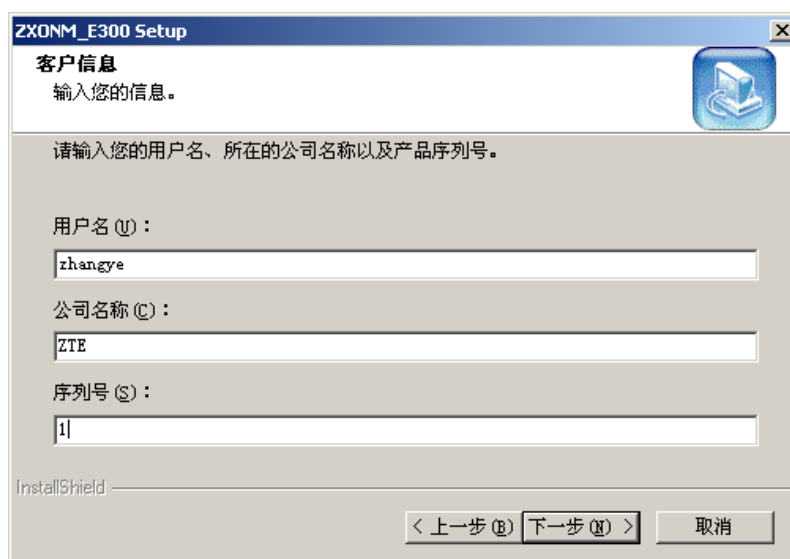 ZXONM_E300 Setup
客户信息
输入您的信息。
请输入您的用户名、所在的公司名称以及产品序列号。
用户名(U)：
zhangye
公司名称(C)：
ZTE
序列号(S)：
1
InstallShield
< 上一步(B) 下一步(N) > 取消